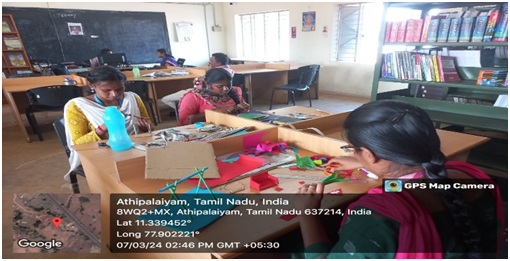 GPS Map Camera
Athipalaiyam, Tamil Nadu, India
8WQ2+MX, Athipalaiyam, Tamil Nadu 637214, India
Lat 11.339452°
Long 77.902221°
07/03/24 02:46 PM GMT +05:30
Google